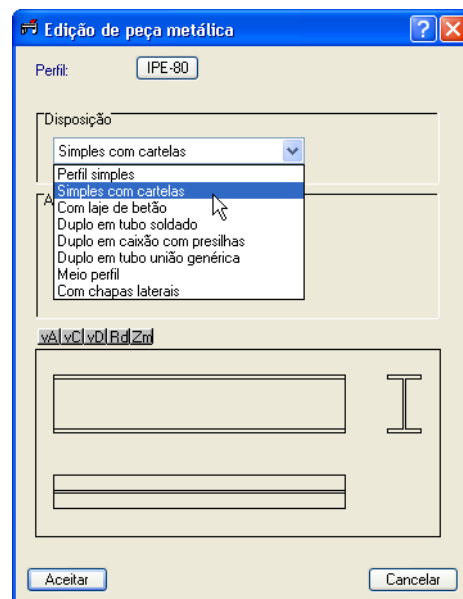 Edição de peça metálica
Perfil: IPE-80
Disposição
Simples com cartelas
Perfil simples
Simples com cartelas
Com laje de betão
Duplo em tubo soldado
Duplo em caixão com presilhas
Duplo em tubo união genérica
Meio perfil
Com chapas laterais
A
vA vC vD Rd Zm
Aceitar Cancelar